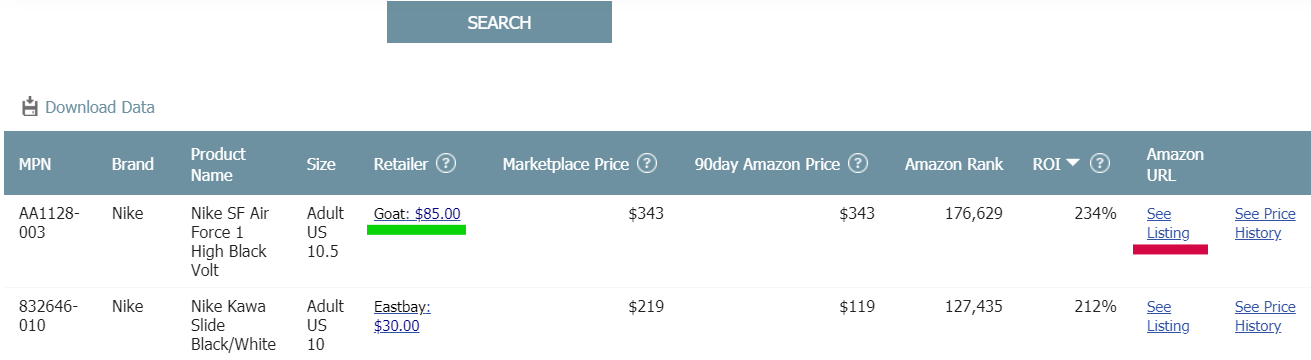 SEARCH
Download Data
MPN Brand Product Name Size Retailer ? Marketplace Price ? 90day Amazon Price ? Amazon Rank ROI ? Amazon URL
AA1128-003 Nike Nike SF Air Force 1 High Black Volt Adult US 10.5 Goat: $85.00 $343 $343 176,629 234% See Listing See Price History
832646-010 Nike Nike Kawa Slide Black/White Adult US 10 Eastbay: $30.00 $219 $119 127,435 212% See Listing See Price History